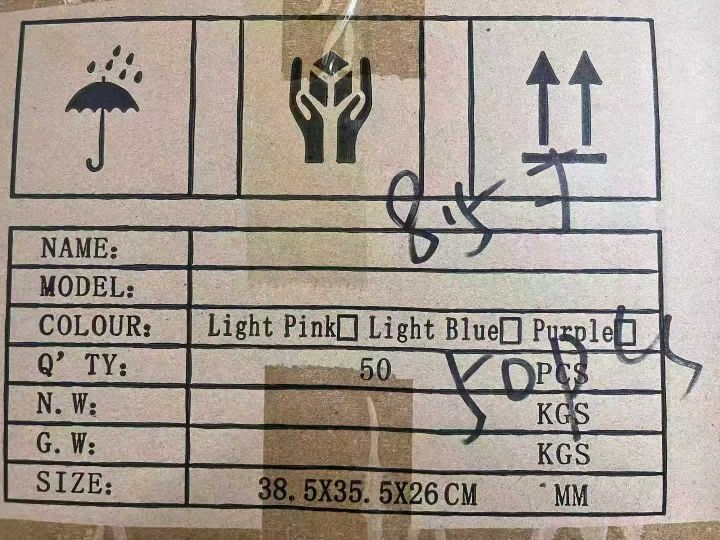 NAME:
MODEL:
COLOUR: Light Pink□ Light Blue□ Purple□
Q' TY: 50 PCS
N. W: KGS
G. W: KGS
SIZE: 38. 5X35. 5X26 CM MM